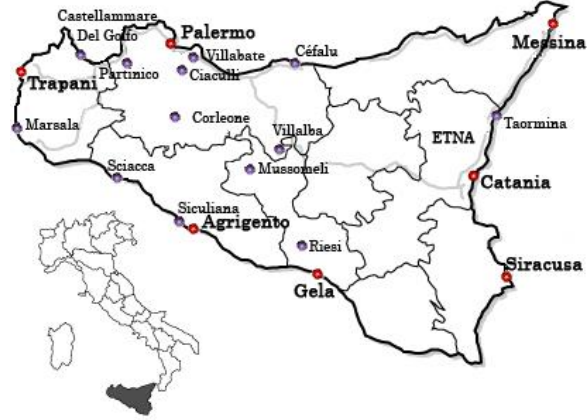 Castellammare
Del Golfo
Palermo
Messina
Villabate
Céfalu
Partinico
Ciaculli
Trapani
Corleone
Taormina
Marsala
Villalba
ETNA
Sciacca
Mussomeli
Catania
Siculiana
Agrigento
Riesi
Siracusa
Gela